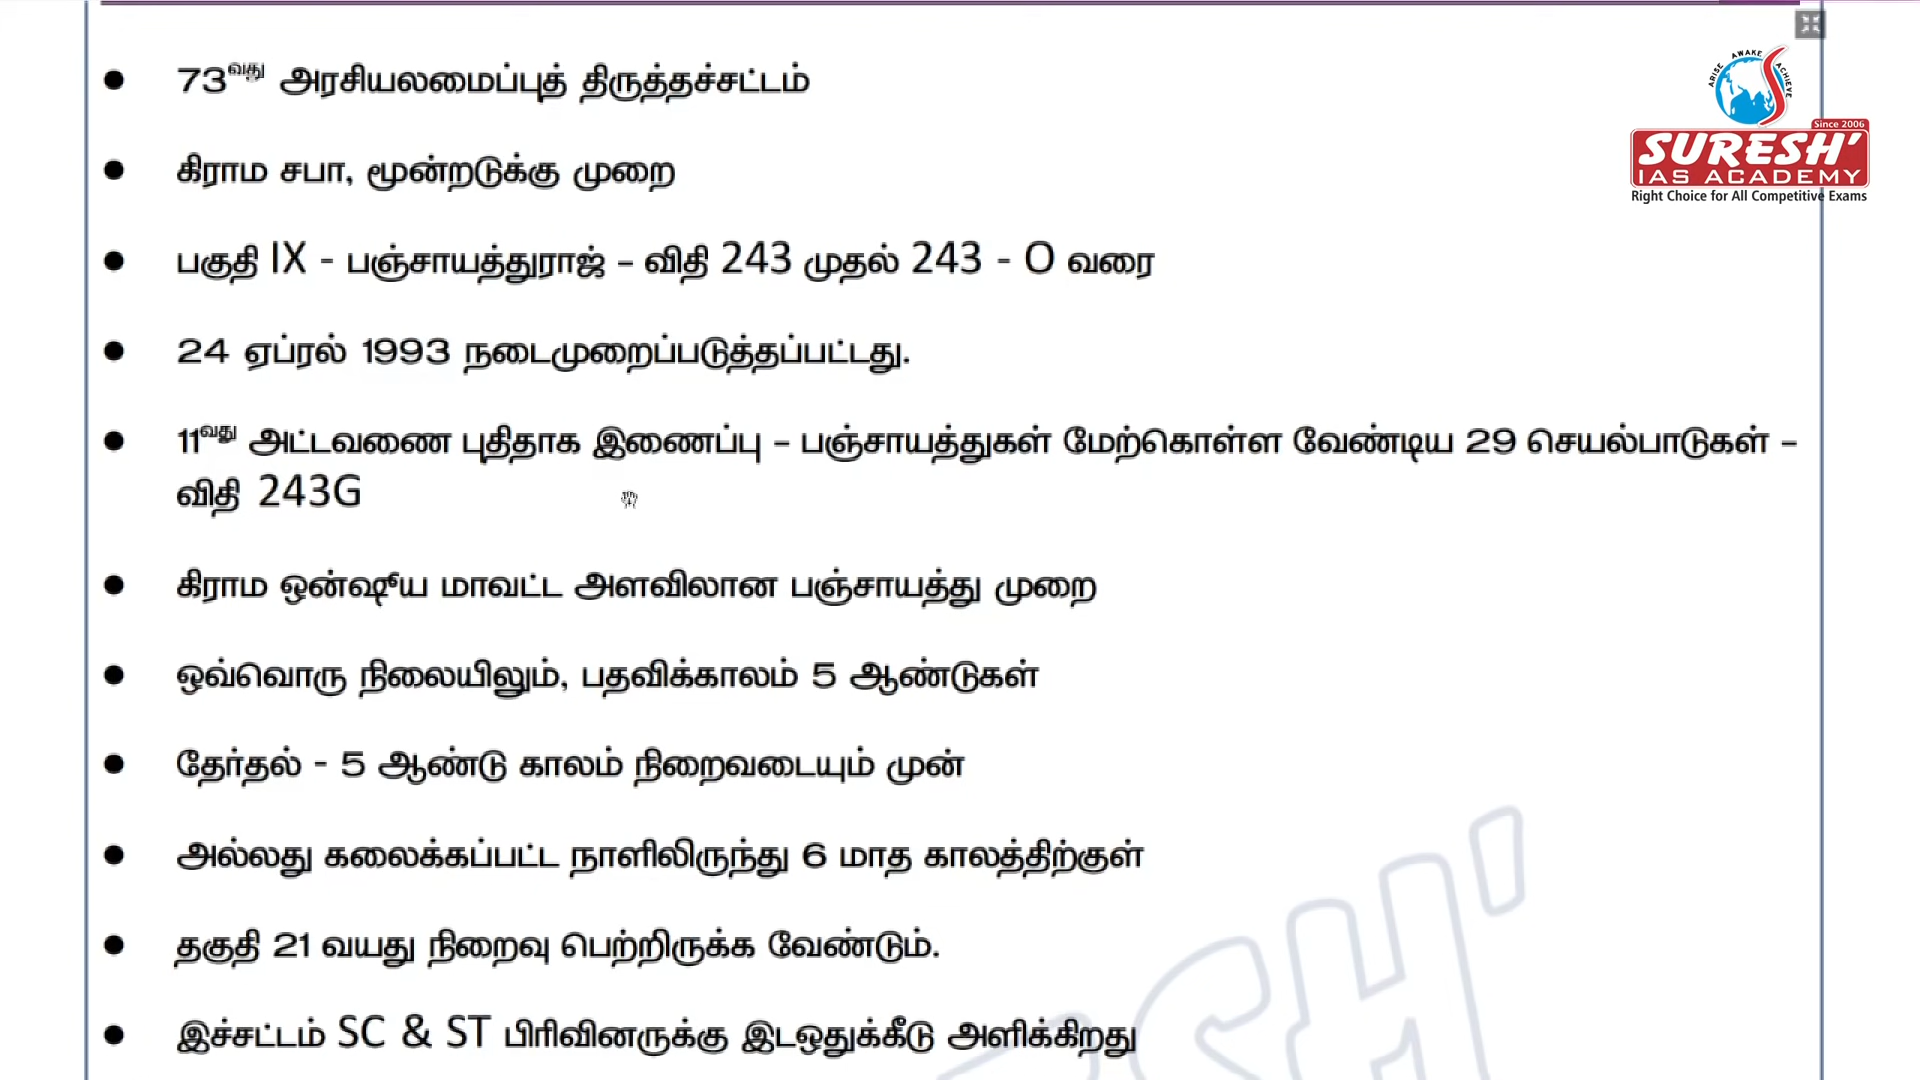 ARISE AWAKE ACHIEVE
Since 2006
SURESH'
IAS ACADEMY
Right Choice for All Competitive Exams
● 73வது அரசியலமைப்புத் திருத்தச்சட்டம்
● கிராம சபா, மூன்றடுக்கு முறை
● பகுதி IX - பஞ்சாயத்துராஜ் – விதி 243 முதல் 243 - O வரை
● 24 ஏப்ரல் 1993 நடைமுறைப்படுத்தப்பட்டது.
● 11வது அட்டவணை புதிதாக இணைப்பு – பஞ்சாயத்துகள் மேற்கொள்ள வேண்டிய 29 செயல்பாடுகள் –
விதி 243G
● கிராம ஒன்ஷீய மாவட்ட அளவிலான பஞ்சாயத்து முறை
● ஒவ்வொரு நிலையிலும், பதவிக்காலம் 5 ஆண்டுகள்
● தேர்தல் - 5 ஆண்டு காலம் நிறைவடையும் முன்
● அல்லது கலைக்கப்பட்ட நாளிலிருந்து 6 மாத காலத்திற்குள்
● தகுதி 21 வயது நிறைவு பெற்றிருக்க வேண்டும்.
● இச்சட்டம் SC & ST பிரிவினருக்கு இடஒதுக்கீடு அளிக்கிறது